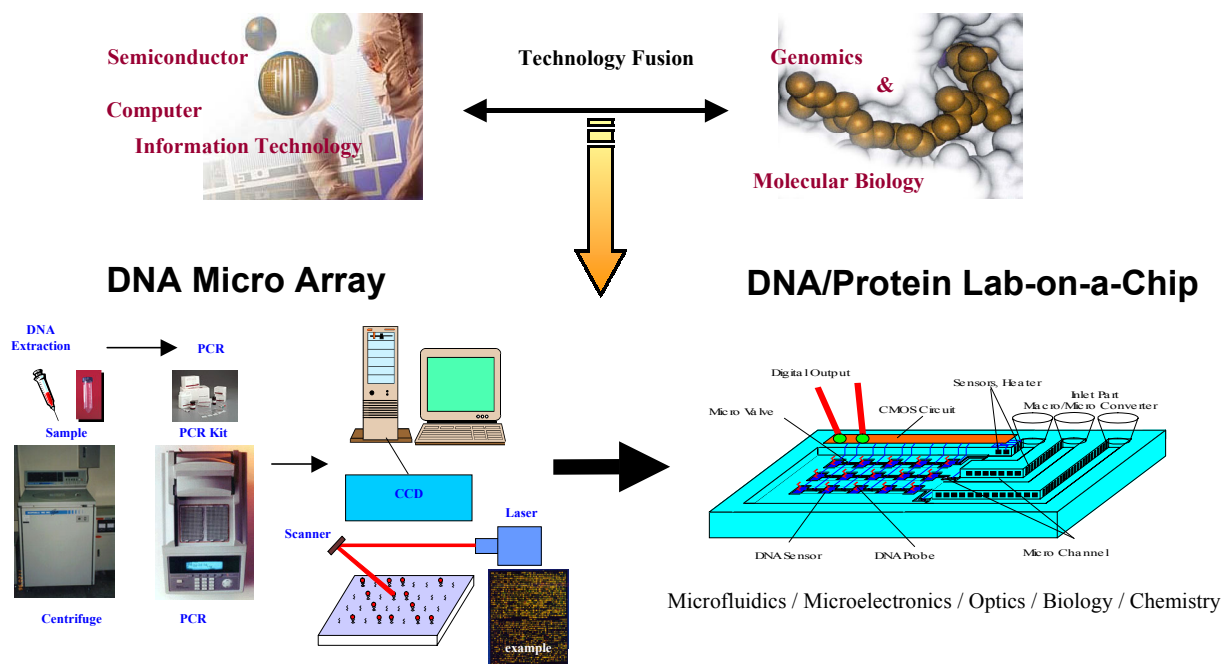 Semiconductor
Computer
Information Technology
Technology Fusion
Genomics
&
Molecular Biology
DNA Micro Array
DNA/Protein Lab-on-a-Chip
DNA
Extraction
PCR
Sample
PCR Kit
Centrifuge
PCR
CCD
Laser
Scanner
example
Digital Output
Micro Valve
CMOS Circuit
Sensors, Heater
Inlet Part
Macro/Micro Converter
DNA Sensor
DNA Probe
Micro Channel
Microfluidics / Microelectronics / Optics / Biology / Chemistry